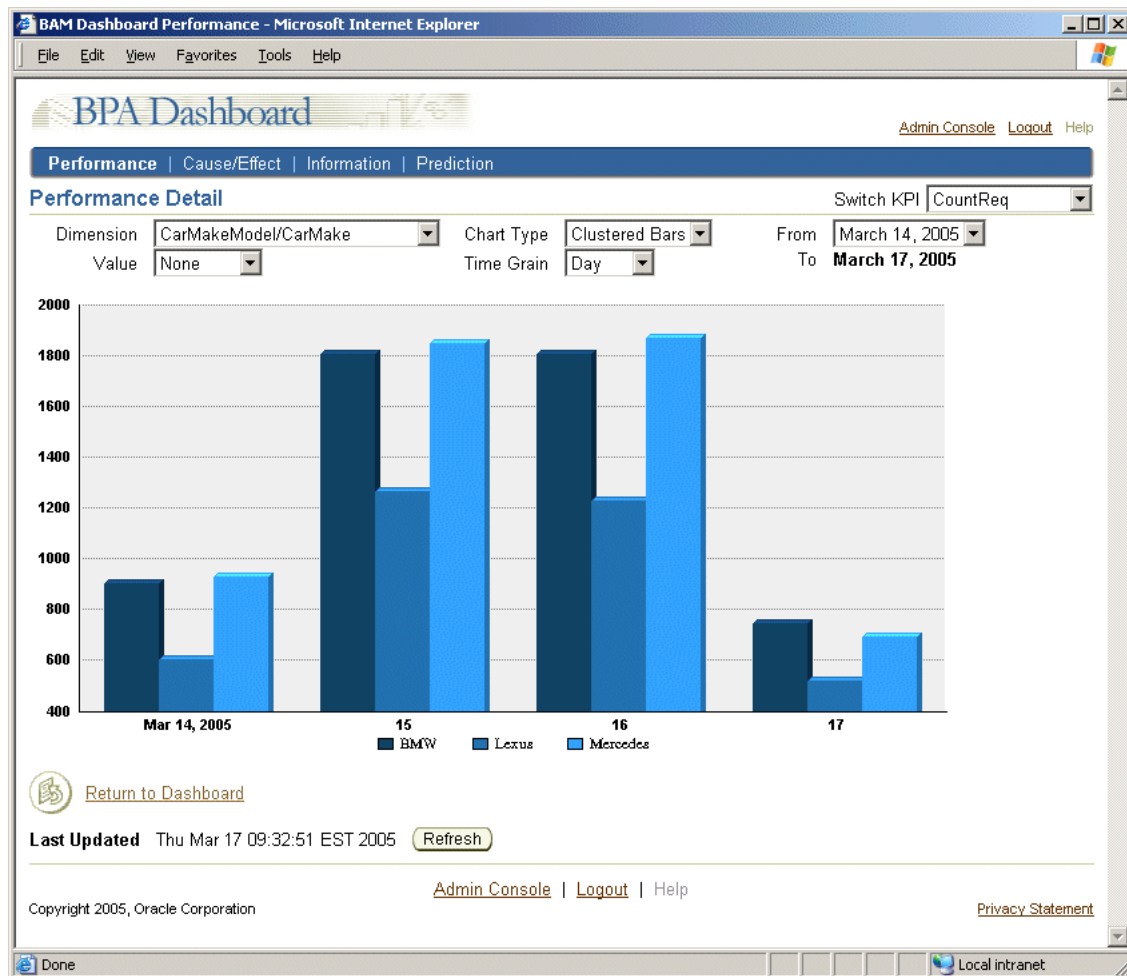 BAM Dashboard Performance - Microsoft Internet Explorer
File Edit View Favorites Tools Help
BPA Dashboard
Admin Console Logout Help
Performance | Cause/Effect | Information | Prediction
Performance Detail
Switch KPI CountReq
Dimension CarMakeModel/CarMake Chart Type Clustered Bars From March 14, 2005
Value None Time Grain Day To March 17, 2005
2000
1800
1600
1400
1200
1000
800
600
400
Mar 14, 2005 15 16 17
BMW Lexus Mercedes
Return to Dashboard
Last Updated Thu Mar 17 09:32:51 EST 2005 Refresh
Admin Console | Logout | Help
Copyright 2005, Oracle Corporation
Privacy Statement
Done
Local intranet